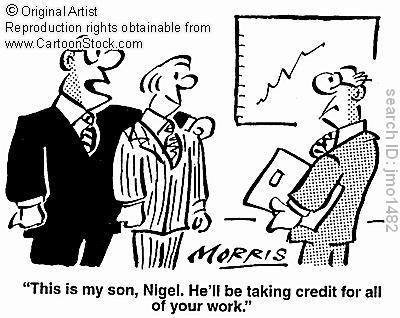 © Original Artist
Reproduction rights obtainable from
www.CartoonStock.com
search ID: jmo1482
MORRIS
"This is my son, Nigel. He'll be taking credit for all
of your work."